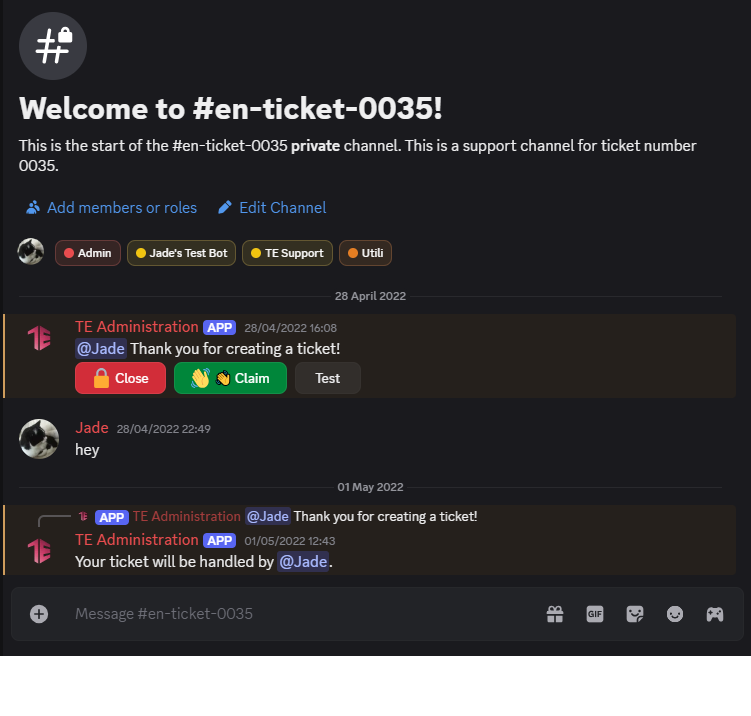 Welcome to #en-ticket-0035!
This is the start of the #en-ticket-0035 private channel. This is a support channel for ticket number
0035.
Add members or roles Edit Channel
Admin Jade's Test Bot TE Support Utili
28 April 2022
TE Administration APP 28/04/2022 16:08
@Jade Thank you for creating a ticket!
Close Claim Test
Jade 28/04/2022 22:49
hey
01 May 2022
APP TE Administration @Jade Thank you for creating a ticket!
TE Administration APP 01/05/2022 12:43
Your ticket will be handled by @Jade.
Message #en-ticket-0035 GIF